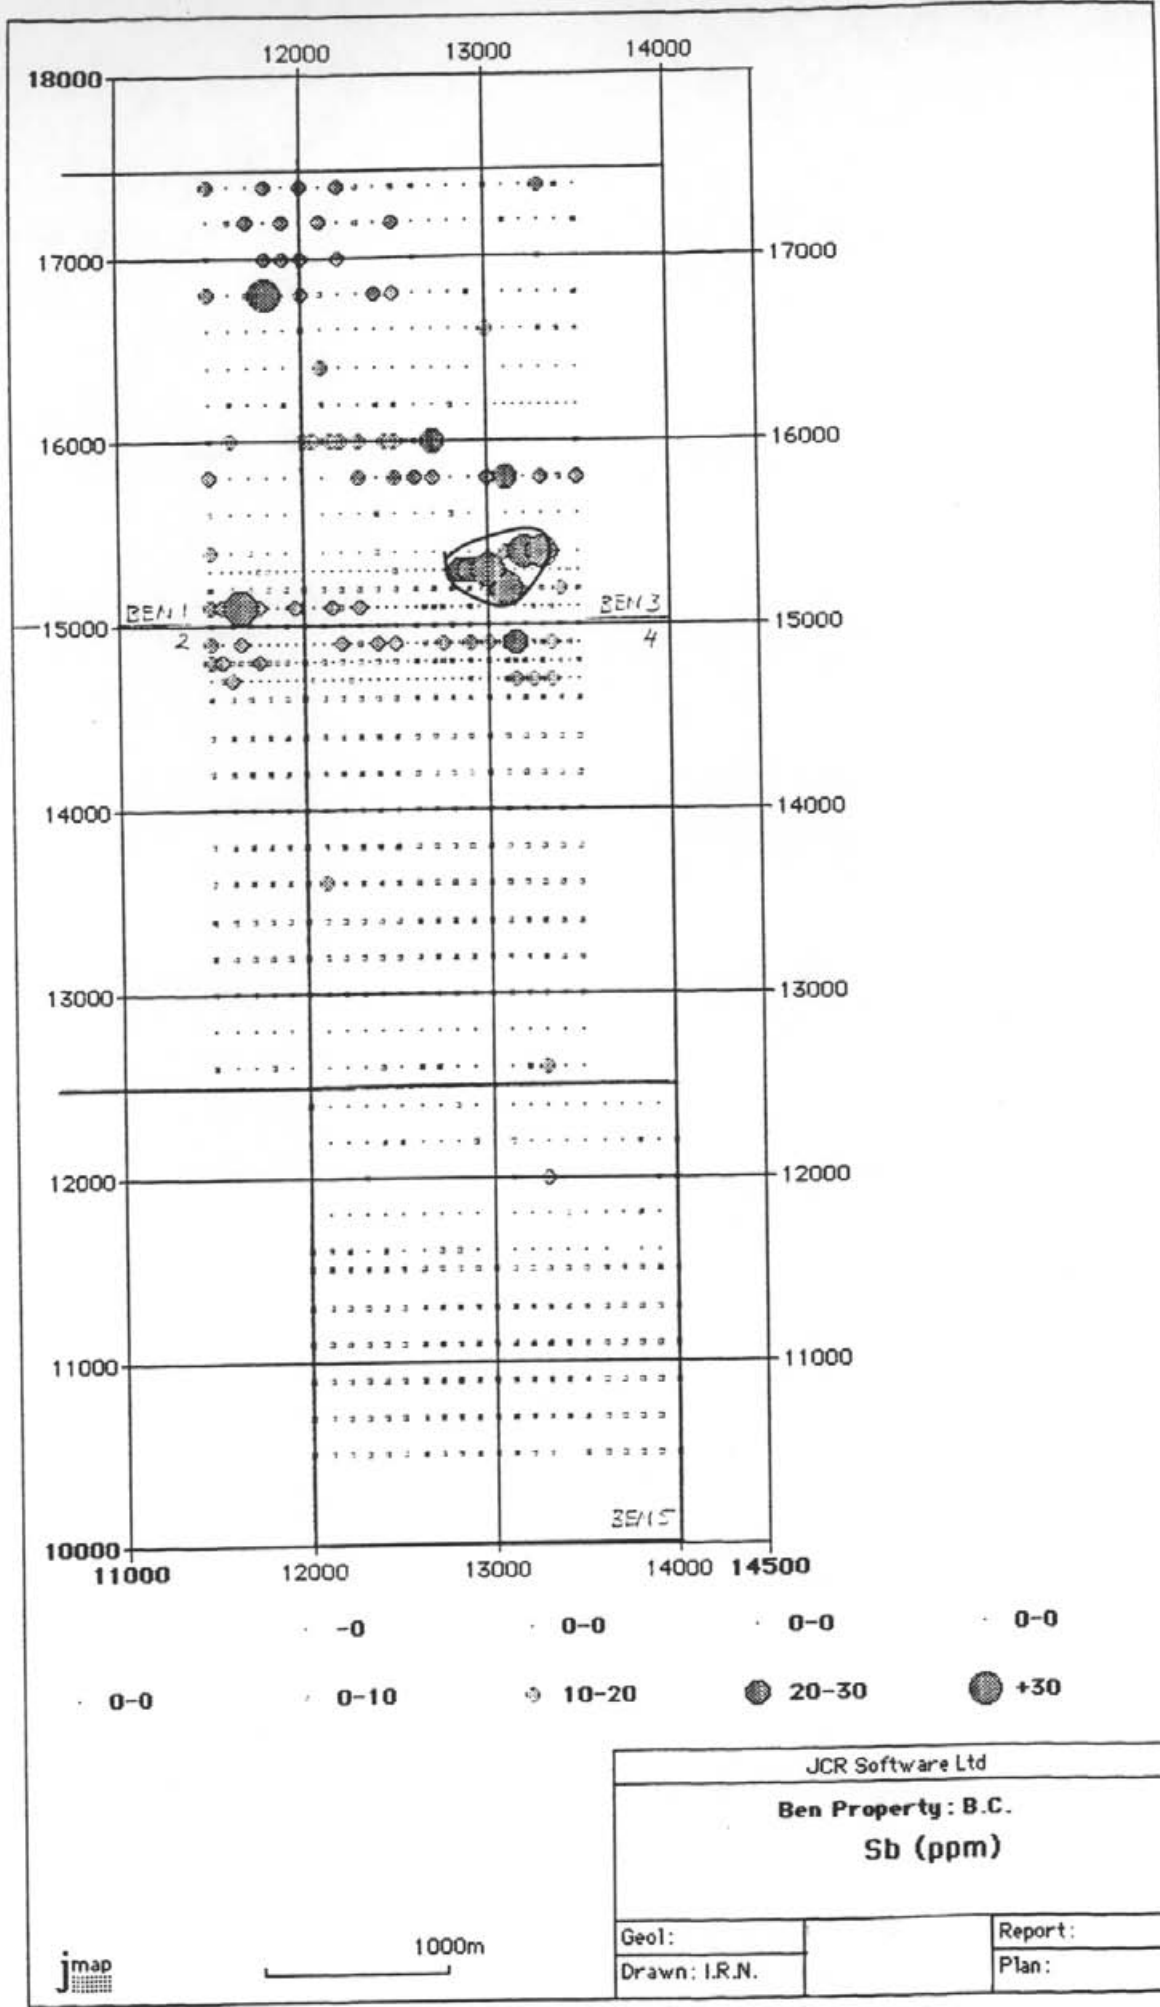 12000 13000 14000
18000
17000 17000
16000 16000
BEN 1 BEN 3
15000 15000
2 4
14000 14000
13000 13000
12000 12000
11000 11000
BEN 5
10000
11000 12000 13000 14000 14500
-0 0-0 0-0 0-0
0-0 0-10 10-20 20-30 +30
JCR Software Ltd
Ben Property: B.C.
Sb (ppm)
Geol: Report:
Drawn: I.R.N. Plan:
1000m
jmap